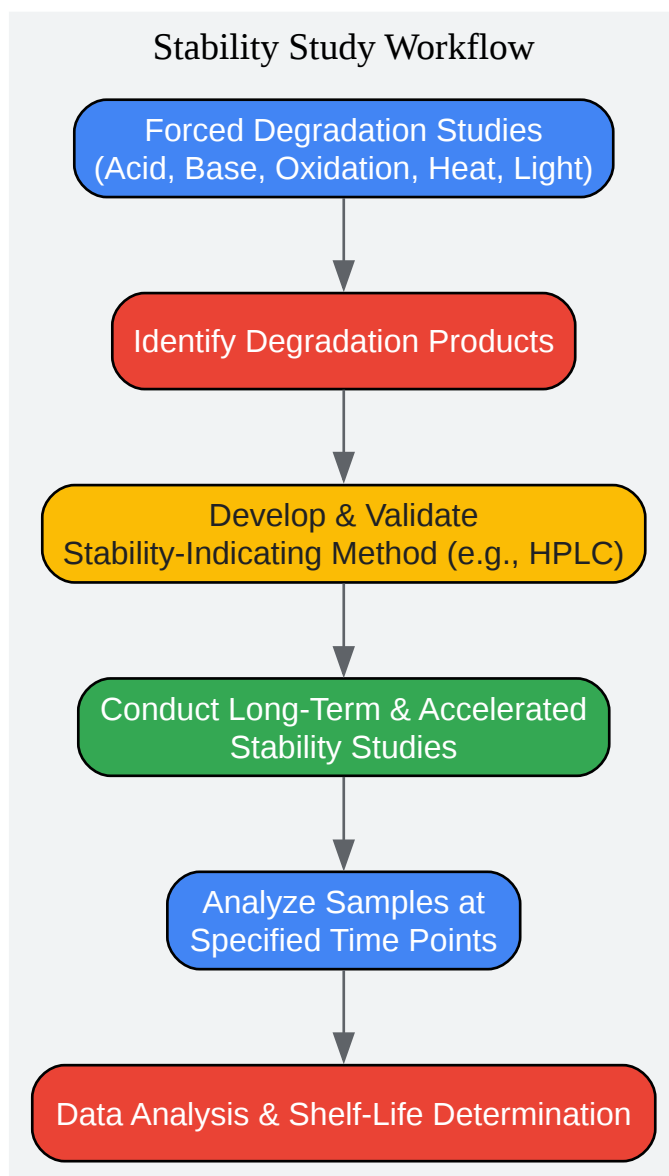 Stability Study Workflow
Forced Degradation Studies
(Acid, Base, Oxidation, Heat, Light)
Identify Degradation Products
Develop & Validate
Stability-Indicating Method (e.g., HPLC)
Conduct Long-Term & Accelerated
Stability Studies
Analyze Samples at
Specified Time Points
Data Analysis & Shelf-Life Determination